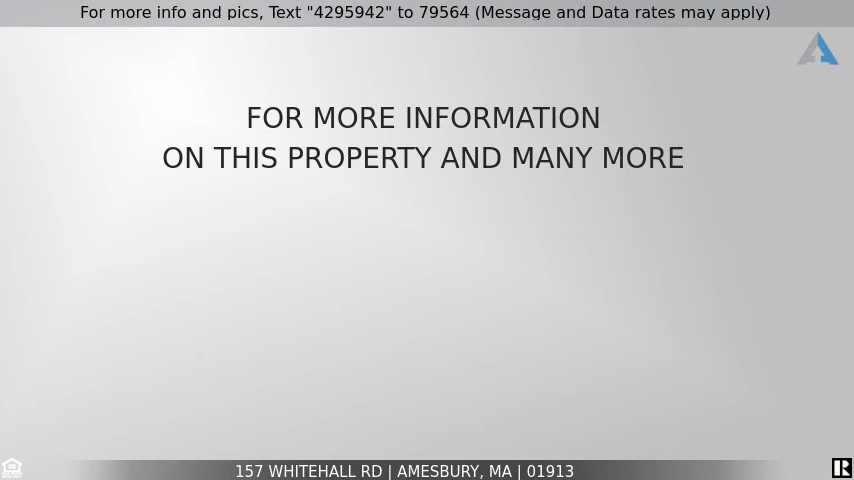 For more info and pics, Text "4295942" to 79564 (Message and Data rates may apply)
FOR MORE INFORMATION
ON THIS PROPERTY AND MANY MORE
157 WHITEHALL RD | AMESBURY, MA | 01913